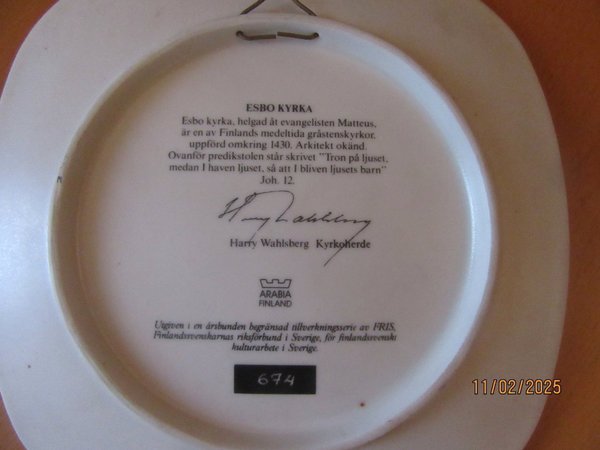 ESBO KYRKA
Esbo kyrka, helgad åt evangelisten Matteus,
är en av Finlands medeltida gråstenskyrkor,
uppförd omkring 1430. Arkitekt okänd.
Ovanför predikstolen står skrivet "Tron på ljuset,
medan I haven ljuset, så att I bliven ljusets barn"
Joh. 12.
Harry Wahlsberg
Harry Wahlsberg Kyrkoherde
ARABIA
FINLAND
Utgiven i en årsbunden begränsad tillverkningsserie av FRIS,
Finlandssvenskarnas riksförbund i Sverige, för finlandssvenskt
kulturarbete i Sverige.
674
11/02/2025